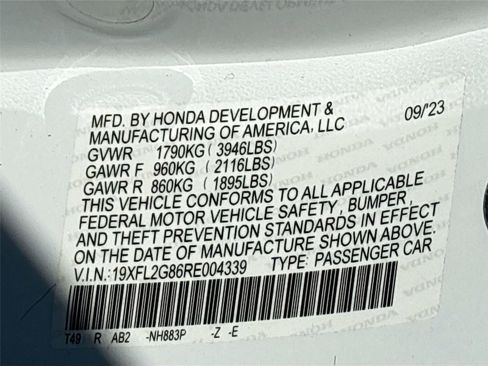 MFD. BY HONDA DEVELOPMENT & 09/'23
MANUFACTURING OF AMERICA, LLC
GVWR 1790KG (3946LBS)
GAWR F 960KG (2116LBS)
GAWR R 860KG (1895LBS)
THIS VEHICLE CONFORMS TO ALL APPLICABLE
FEDERAL MOTOR VEHICLE SAFETY, BUMPER,
AND THEFT PREVENTION STANDARDS IN EFFECT
ON THE DATE OF MANUFACTURE SHOWN ABOVE.
V.I.N.:19XFL2G86RE004339 TYPE: PASSENGER CAR
T49 R AB2 -NH883P -Z -E